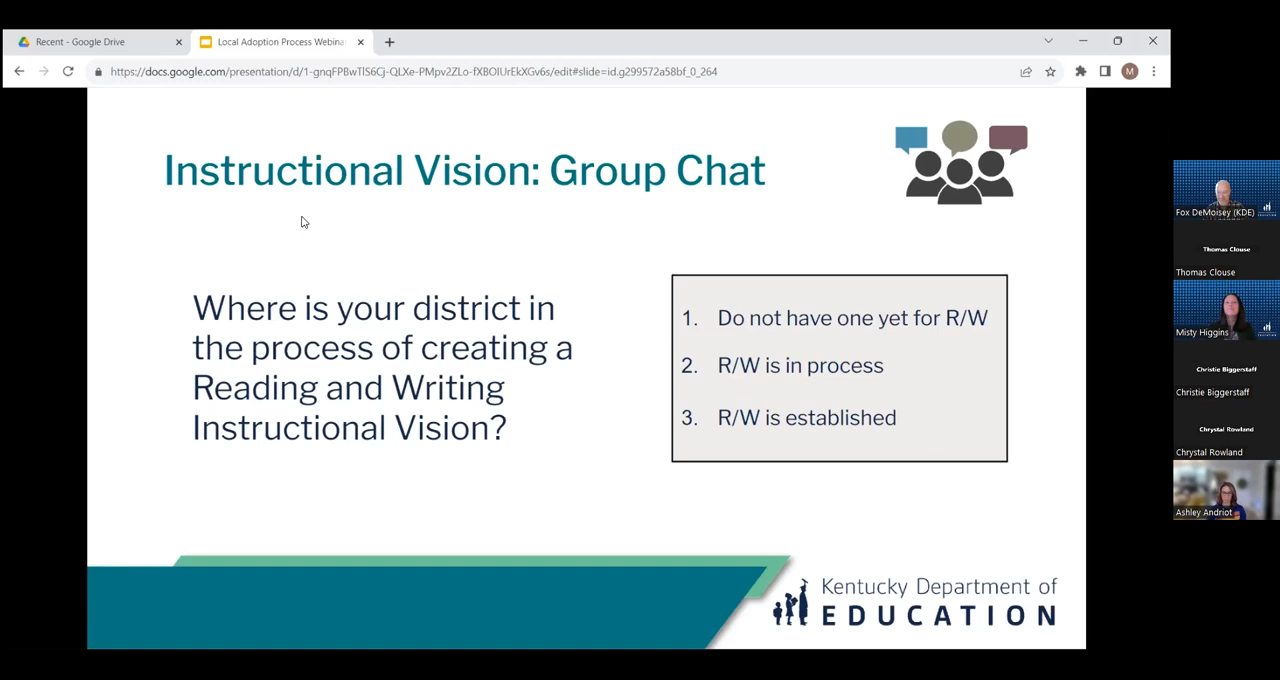 Recent - Google Drive
Local Adoption Process Webina
https://docs.google.com/presentation/d/1-gnqFPBwTlS6Cj-QLXe-PMpv2ZLo-fXBOIUrEkXGv6s/edit#slide=id.g299572a58bf_0_264
M
Instructional Vision: Group Chat
Where is your district in
the process of creating a
Reading and Writing
Instructional Vision?
1. Do not have one yet for R/W
2. R/W is in process
3. R/W is established
Kentucky Department of
EDUCATION
Fox DeMoisey (KDE)
Thomas Clouse
Thomas Clouse
Misty Higgins
Christie Biggerstaff
Christie Biggerstaff
Chrystal Rowland
Chrystal Rowland
Ashley Andriot